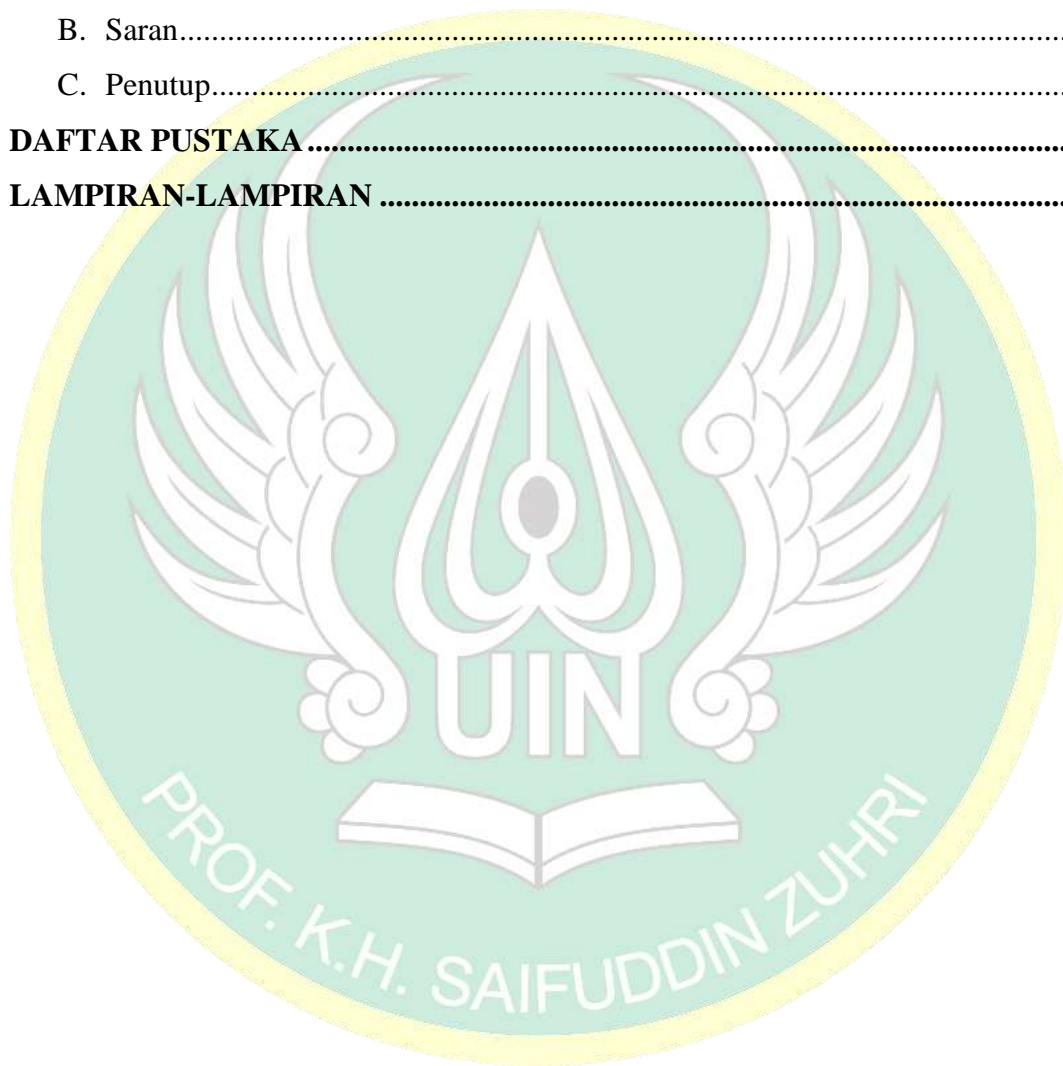 B. Saran........................................................................................................
C. Penutup....................................................................................................
DAFTAR PUSTAKA..............................................................................................
LAMPIRAN-LAMPIRAN.....................................................................................
UIN
PROF. K.H. SAIFUDDIN ZUHRI